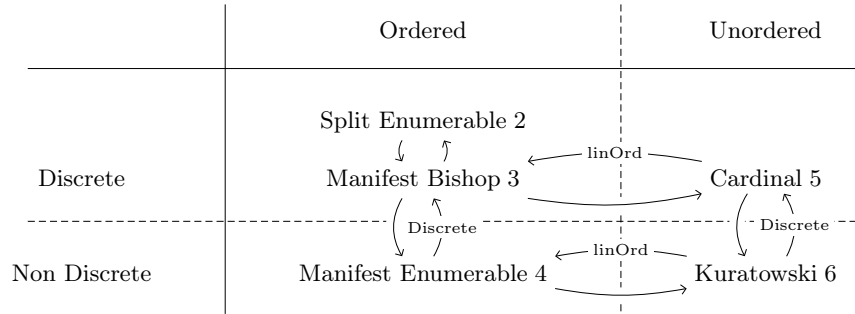 Ordered Unordered
Split Enumerable 2
linOrd
Discrete Manifest Bishop 3 Cardinal 5
Discrete Discrete
linOrd
Non Discrete Manifest Enumerable 4 Kuratowski 6